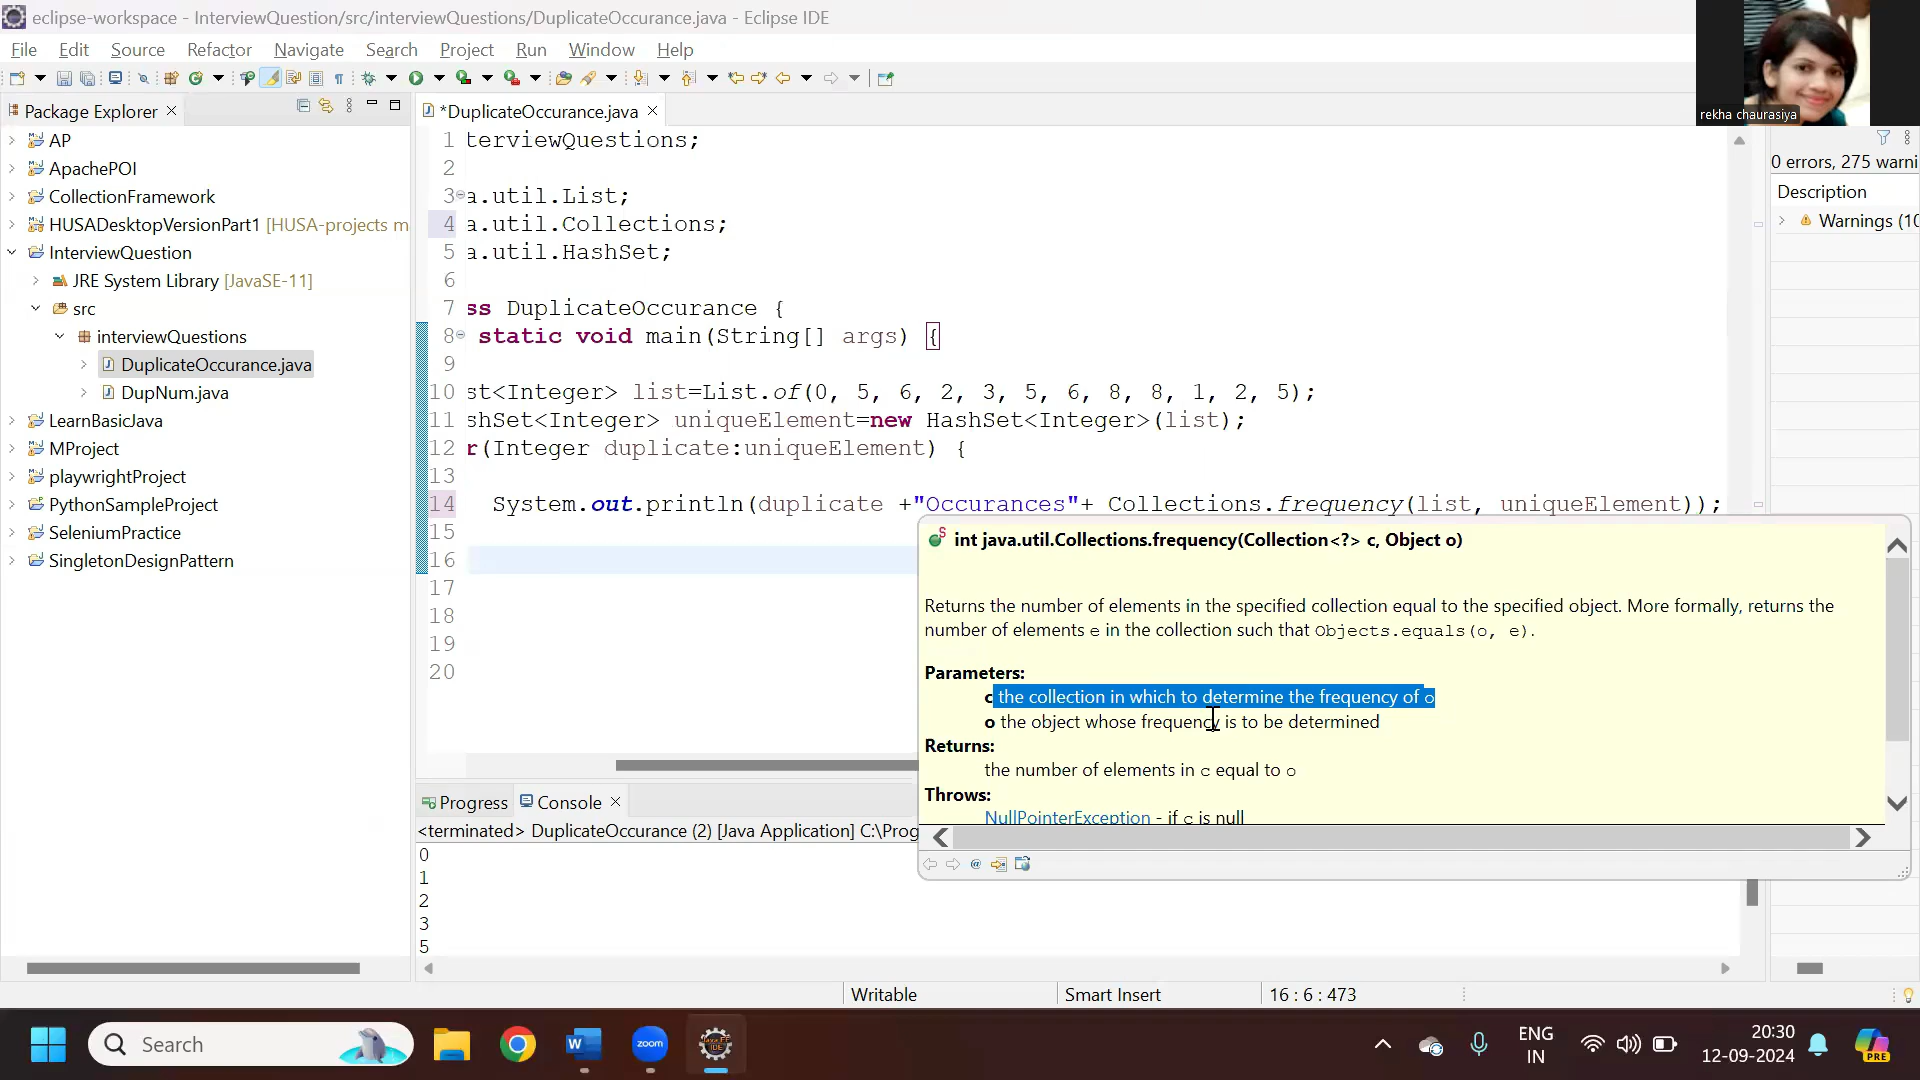 eclipse-workspace - InterviewQuestion/src/interviewQuestions/DuplicateOccurance.java - Eclipse IDE
File Edit Source Refactor Navigate Search Project Run Window Help
rekha chaurasiya
Package Explorer
AP
ApachePOI
CollectionFramework
HUSADesktopVersionPart1 [HUSA-projects m
InterviewQuestion
JRE System Library [JavaSE-11]
src
interviewQuestions
DuplicateOccurance.java
DupNum.java
LearnBasicJava
MProject
playwrightProject
PythonSampleProject
SeleniumPractice
SingletonDesignPattern
*DuplicateOccurance.java
1 terviewQuestions;
2
3 a.util.List;
4 a.util.Collections;
5 a.util.HashSet;
6
7 ss DuplicateOccurance {
8 static void main(String[] args) {
9
10 st<Integer> list=List.of(0, 5, 6, 2, 3, 5, 6, 8, 8, 1, 2, 5);
11 shSet<Integer> uniqueElement=new HashSet<Integer>(list);
12 r(Integer duplicate:uniqueElement) {
13
14 System.out.println(duplicate +"Occurances"+ Collections.frequency(list, uniqueElement));
15
16
17
18
19
20
int java.util.Collections.frequency(Collection<?> c, Object o)
Returns the number of elements in the specified collection equal to the specified object. More formally, returns the
number of elements e in the collection such that Objects.equals(o, e).
Parameters:
c the collection in which to determine the frequency of o
o the object whose frequency is to be determined
Returns:
the number of elements in c equal to o
Throws:
NullPointerException - if c is null
0 errors, 275 warni
Description
Warnings (10
Progress Console
<terminated> DuplicateOccurance (2) [Java Application] C:\Prog
0
1
2
3
5
Writable Smart Insert 16 : 6 : 473
Search
zoom
ENG
IN
20:30
12-09-2024
PRE